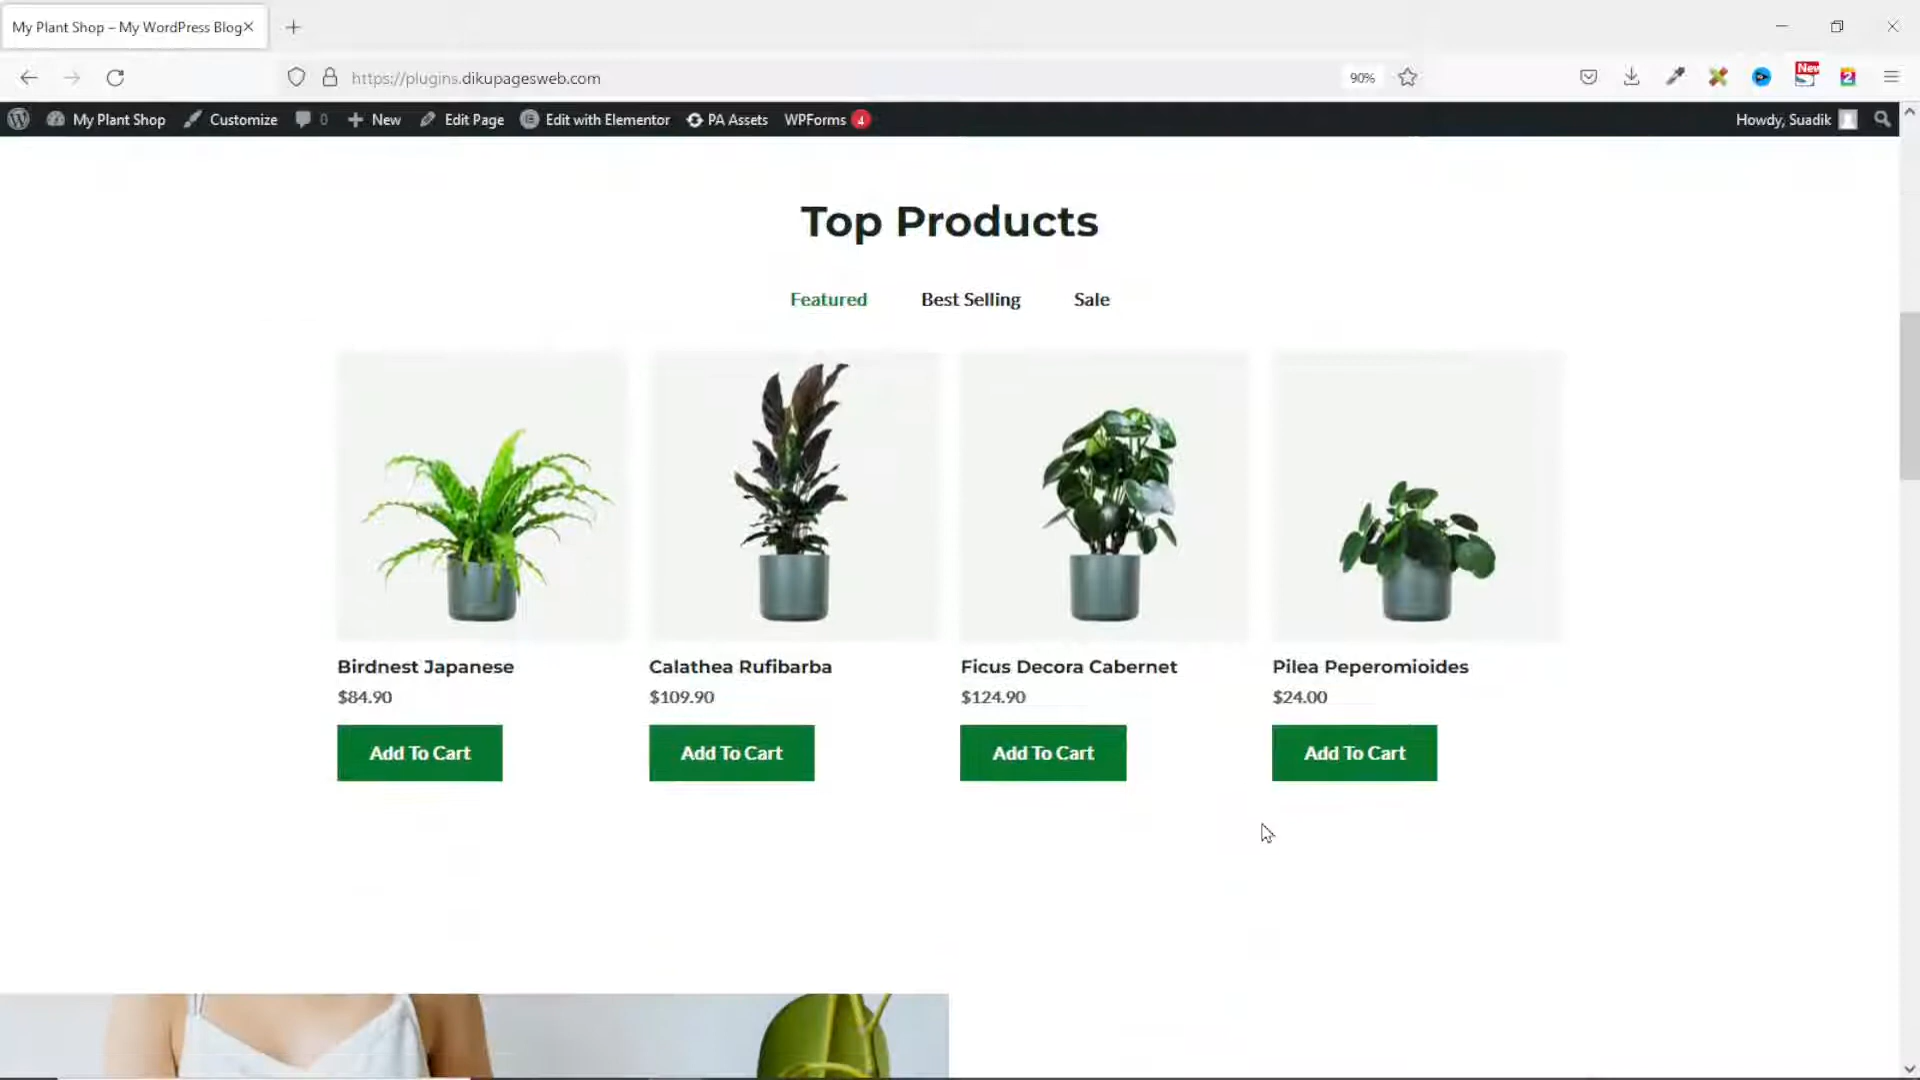 My Plant Shop – My WordPress Blog
https://plugins.dikupagesweb.com
90%
New
2
My Plant Shop
Customize
0
New
Edit Page
Edit with Elementor
PA Assets
WPForms 4
Howdy, Suadik
Top Products
Featured
Best Selling
Sale
Birdnest Japanese
$84.90
Add To Cart
Calathea Rufibarba
$109.90
Add To Cart
Ficus Decora Cabernet
$124.90
Add To Cart
Pilea Peperomioides
$24.00
Add To Cart